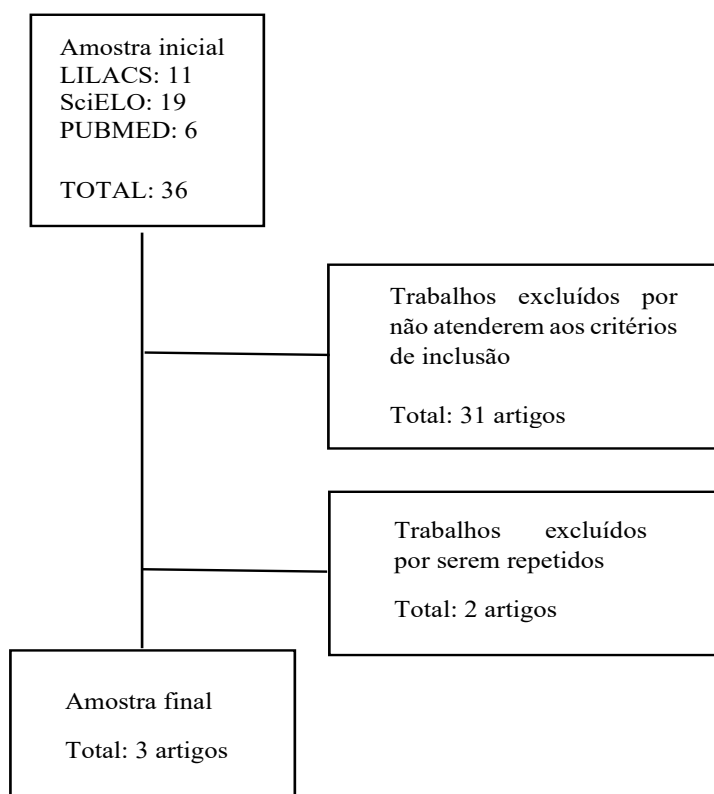 Amostra inicial
LILACS: 11
SciELO: 19
PUBMED: 6
TOTAL: 36
Trabalhos excluídos por
não atenderem aos critérios
de inclusão
Total: 31 artigos
Trabalhos excluídos
por serem repetidos
Total: 2 artigos
Amostra final
Total: 3 artigos